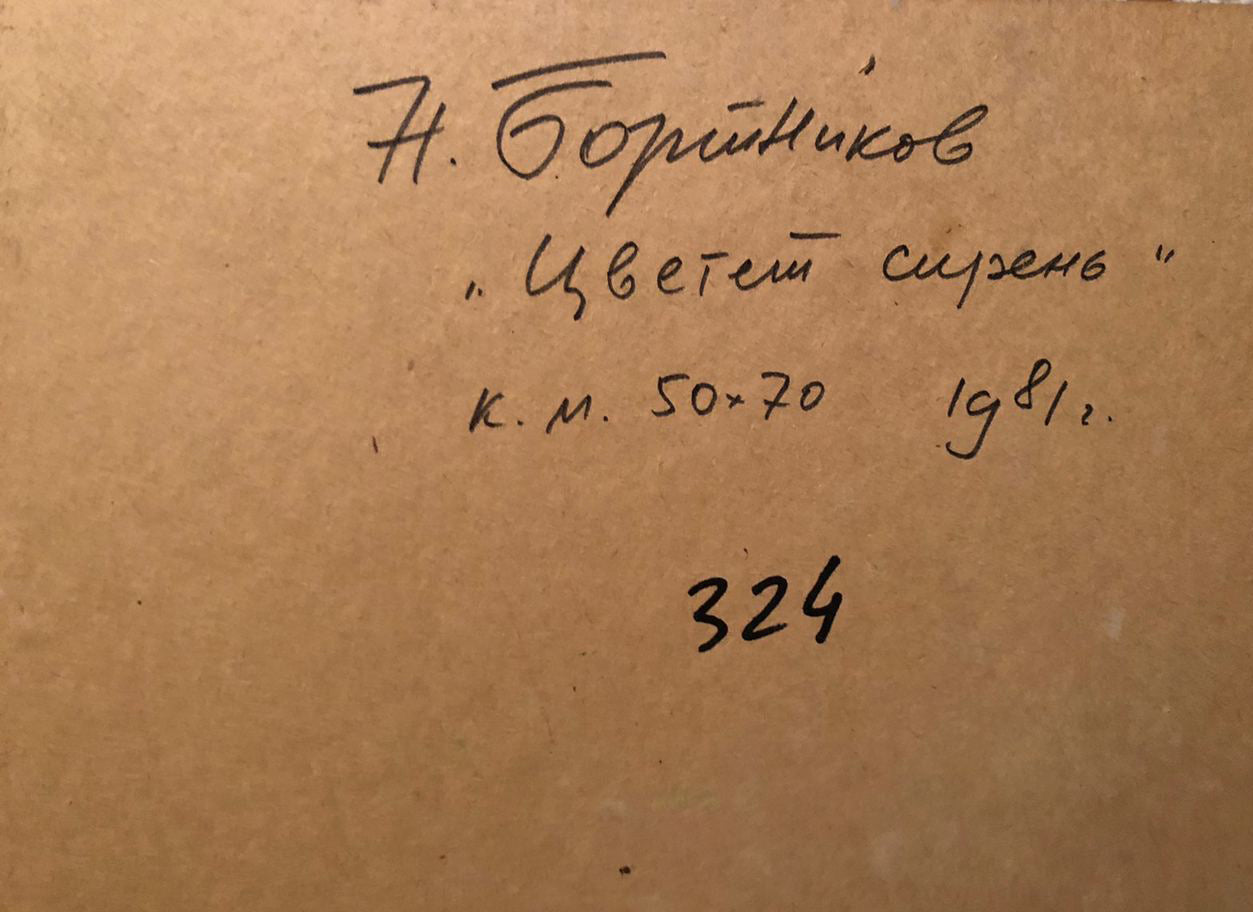 Н. Бортников
„Цветет сирень"
к. м. 50×70 1981 г.
324